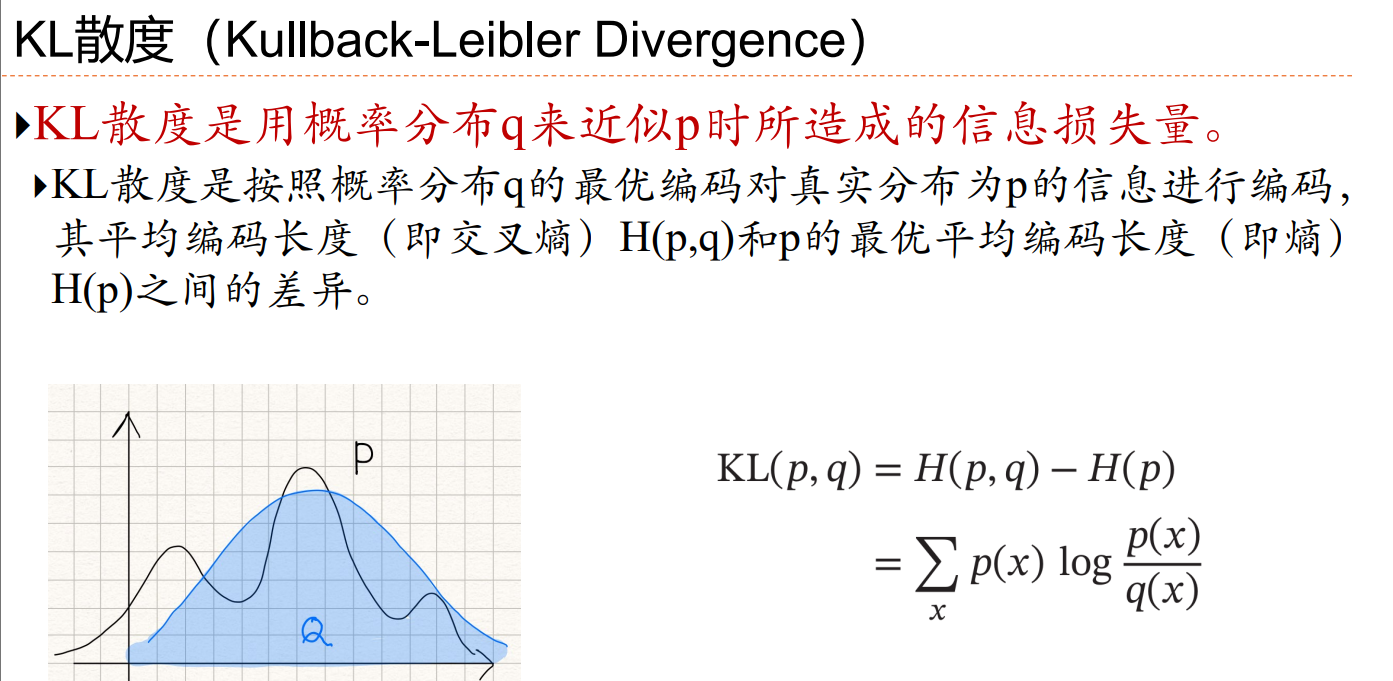 KL散度（Kullback-Leibler Divergence）
KL散度是用概率分布q来近似p时所造成的信息损失量。
KL散度是按照概率分布q的最优编码对真实分布为p的信息进行编码，
其平均编码长度（即交叉熵）H(p,q)和p的最优平均编码长度（即熵）
H(p)之间的差异。
P
Q
KL(p, q) = H(p, q) − H(p)
= ∑ₓ p(x) log p(x)/q(x)